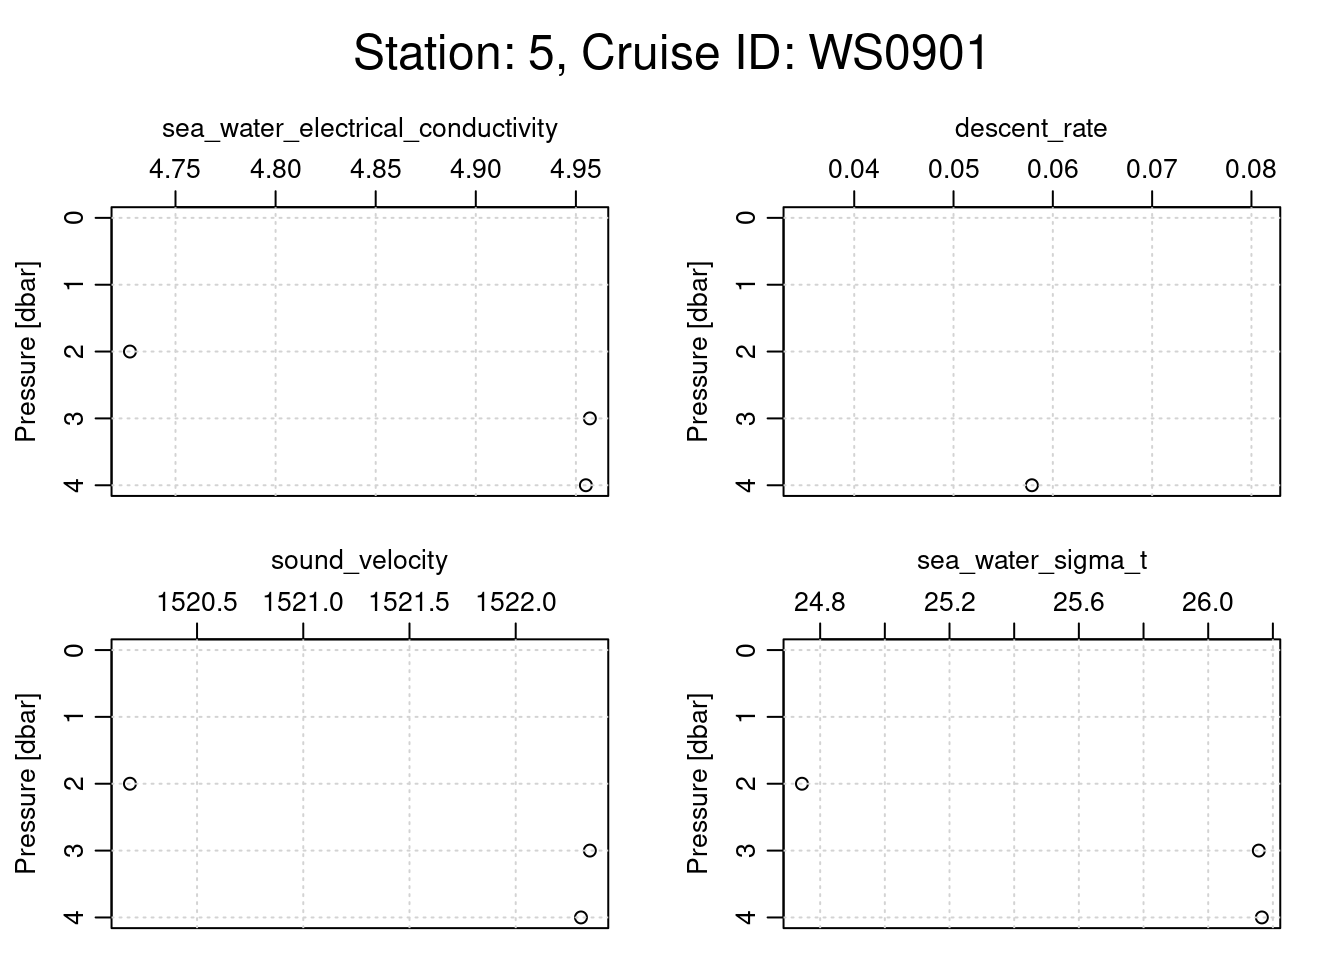 Station: 5, Cruise ID: WS0901
sea_water_electrical_conductivity
4.75 4.80 4.85 4.90 4.95
Pressure [dbar]
0
1
2
3
4
descent_rate
0.04 0.05 0.06 0.07 0.08
Pressure [dbar]
0
1
2
3
4
sound_velocity
1520.5 1521.0 1521.5 1522.0
Pressure [dbar]
0
1
2
3
4
sea_water_sigma_t
24.8 25.2 25.6 26.0
Pressure [dbar]
0
1
2
3
4